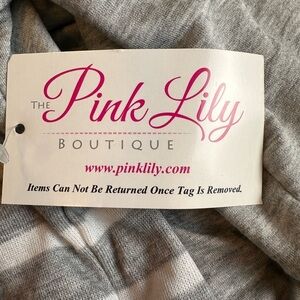 The Pink Lily
BOUTIQUE
www.pinklily.com
Items Can Not Be Returned Once Tag Is Removed.